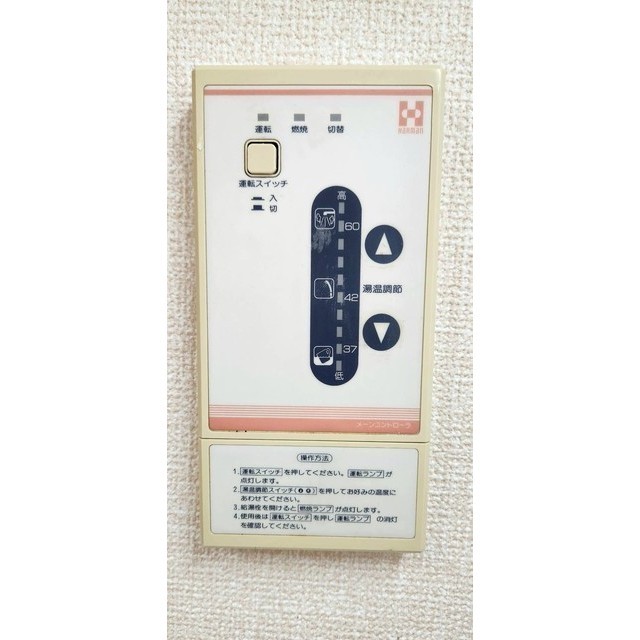 HANMAN
運転 燃焼 切替
運転スイッチ
入
切
高
60
湯温調節
42
37
低
メーンコントローラ
操作方法
1.運転スイッチを押してください。運転ランプが
点灯します。
2.湯温調節スイッチ(▲▼)を押してお好みの温度に
あわせてください。
3.給湯栓を開けると燃焼ランプが点灯します。
4.使用後は運転スイッチを押し運転ランプの消灯
を確認してください。